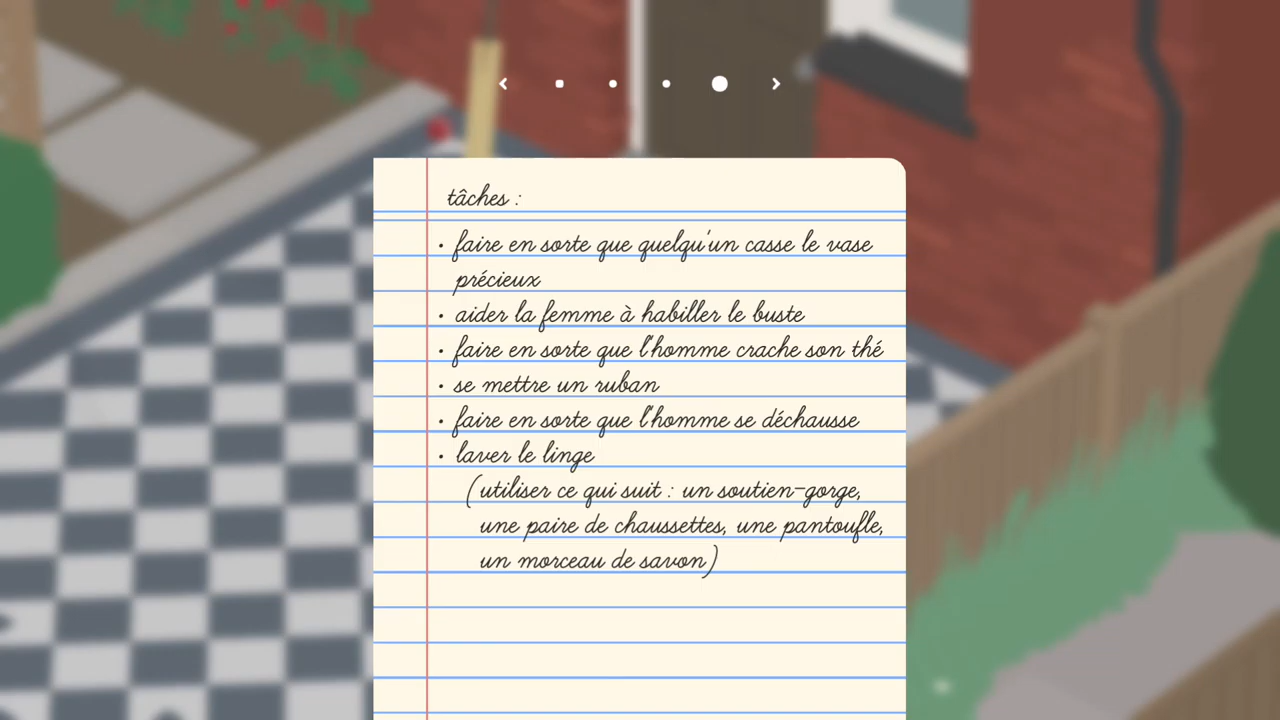 tâches :
• faire en sorte que quelqu'un casse le vase
précieux
• aider la femme à habiller le buste
• faire en sorte que l'homme crache son thé
• se mettre un ruban
• faire en sorte que l'homme se déchausse
• laver le linge
(utiliser ce qui suit : un soutien-gorge,
une paire de chaussettes, une pantoufle,
un morceau de savon)